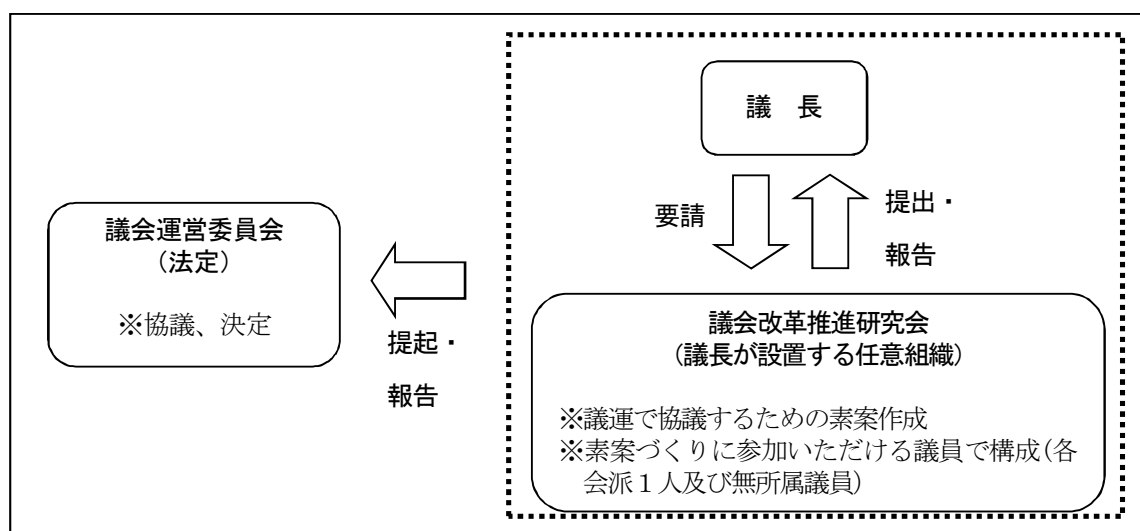 議　長
要請
提出・
報告
議会運営委員会
（法定）
※協議、決定
提起・
報告
議会改革推進研究会
（議長が設置する任意組織）
※議運で協議するための素案作成
※素案づくりに参加いただける議員で構成（各
会派１人及び無所属議員）